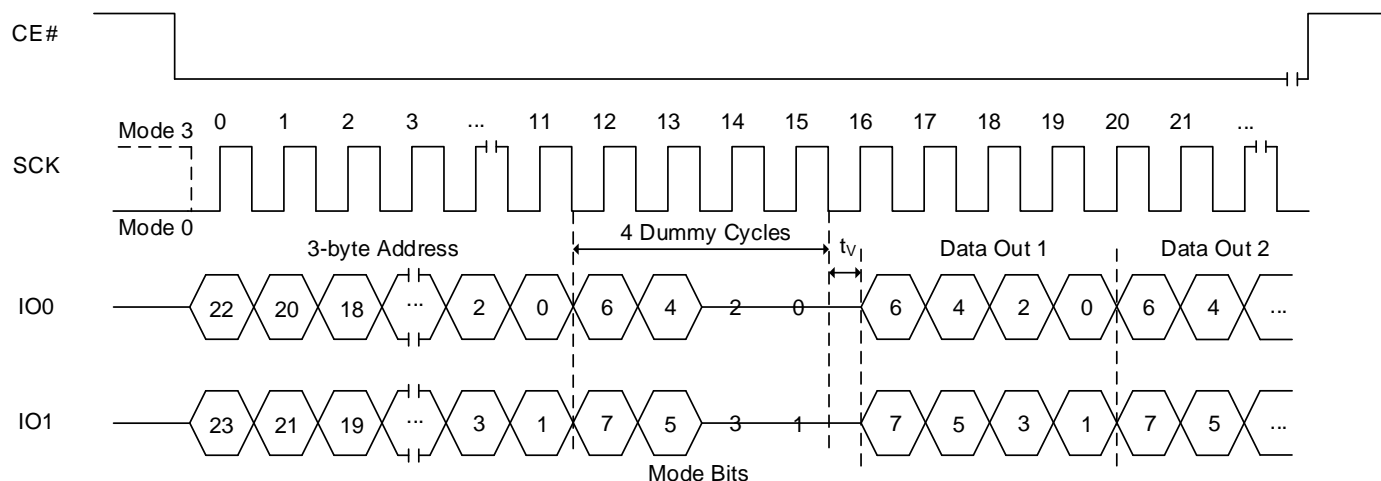 CE#
0 1 2 3 ... 11 12 13 14 15 16 17 18 19 20 21 ...
Mode 3
SCK
Mode 0
3-byte Address 4 Dummy Cycles tV Data Out 1 Data Out 2
IO0 22 20 18 ... 2 0 6 4 2 0 6 4 2 0 6 4 ...
IO1 23 21 19 ... 3 1 7 5 3 1 7 5 3 1 7 5 ...
Mode Bits